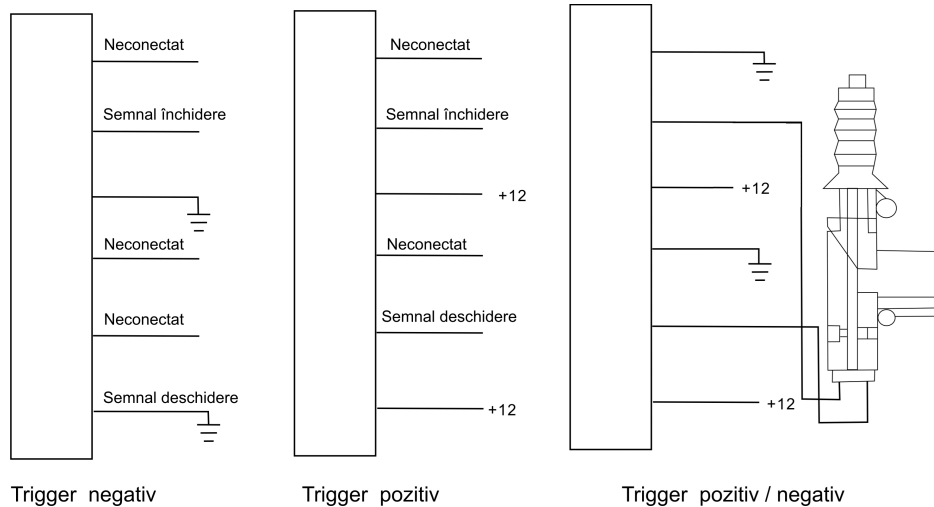 Neconectat
Semnal închidere
Neconectat
Neconectat
Semnal deschidere
Trigger negativ
Neconectat
Semnal închidere
+12
Neconectat
Semnal deschidere
+12
Trigger pozitiv
+12
+12
Trigger pozitiv / negativ